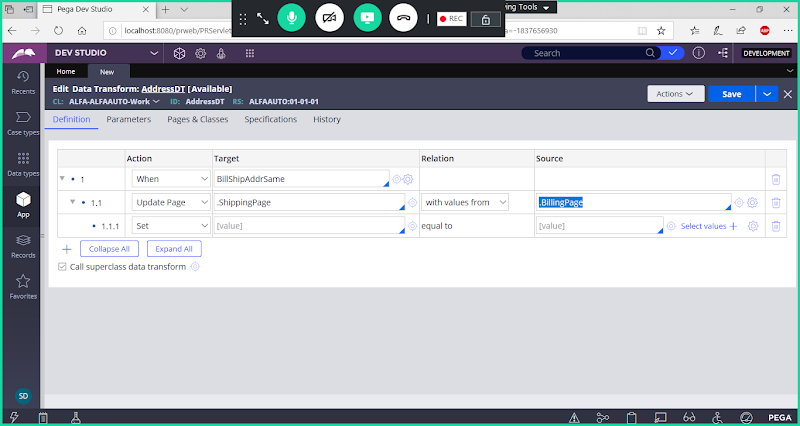 Pega Dev Studio
ving Tools
REC
localhost:8080/prweb/PRServlet
a=-1837656930
ABP
DEV STUDIO
Search
DEVELOPMENT
Home
New
Edit Data Transform: AddressDT [Available]
CL: ALFA-ALFAAUTO-Work ID: AddressDT RS: ALFAAUTO:01-01-01
Actions
Save
Definition Parameters Pages & Classes Specifications History
Recents
Case types
Data types
App
Records
Favorites
SD
Action Target Relation Source
1 When BillShipAddrSame
1.1 Update Page .ShippingPage with values from .BillingPage
1.1.1 Set [value] equal to [value] Select values
Collapse All Expand All
Call superclass data transform
PEGA